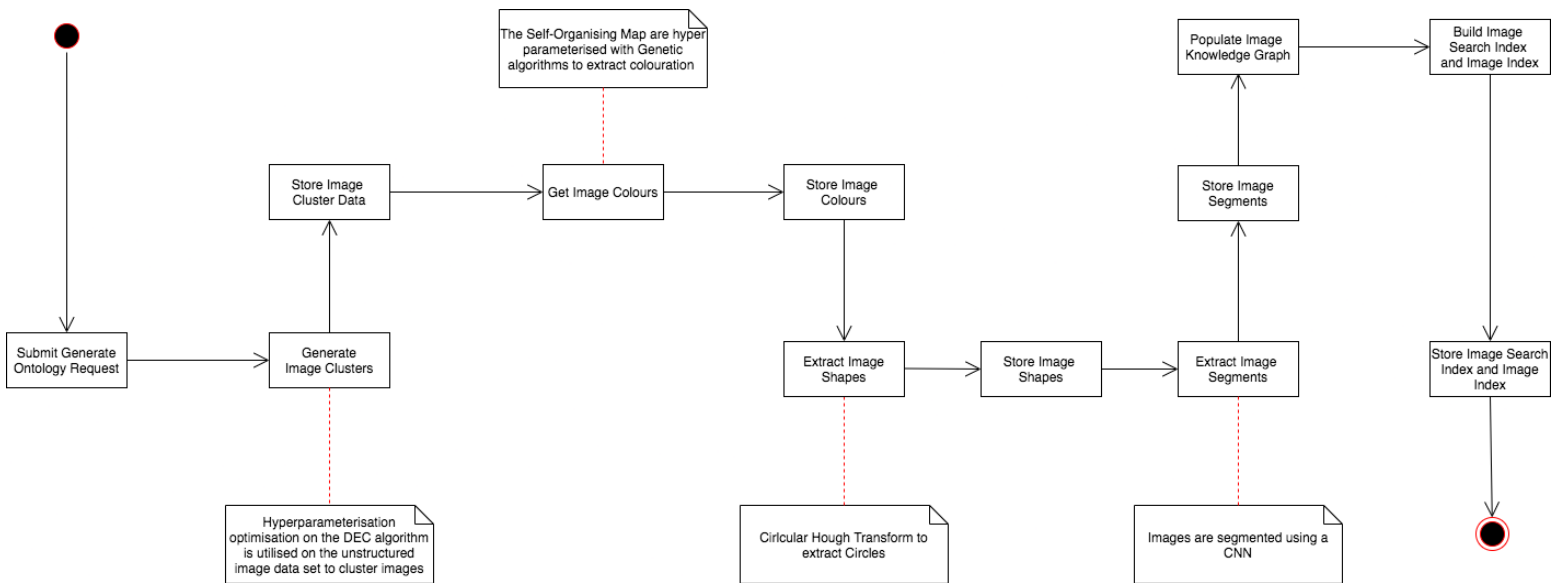 The Self-Organising Map are hyper
parameterised with Genetic
algorithms to extract colouration
Populate Image
Knowledge Graph
Build Image
Search Index
and Image Index
Store Image
Cluster Data
Get Image Colours
Store Image
Colours
Store Image
Segments
Submit Generate
Ontology Request
Generate
Image Clusters
Extract Image
Shapes
Store Image
Shapes
Extract Image
Segments
Store Image Search
Index and Image
Index
Hyperparameterisation
optimisation on the DEC algorithm
is utilised on the unstructured
image data set to cluster images
Cirlcular Hough Transform to
extract Circles
Images are segmented using a
CNN